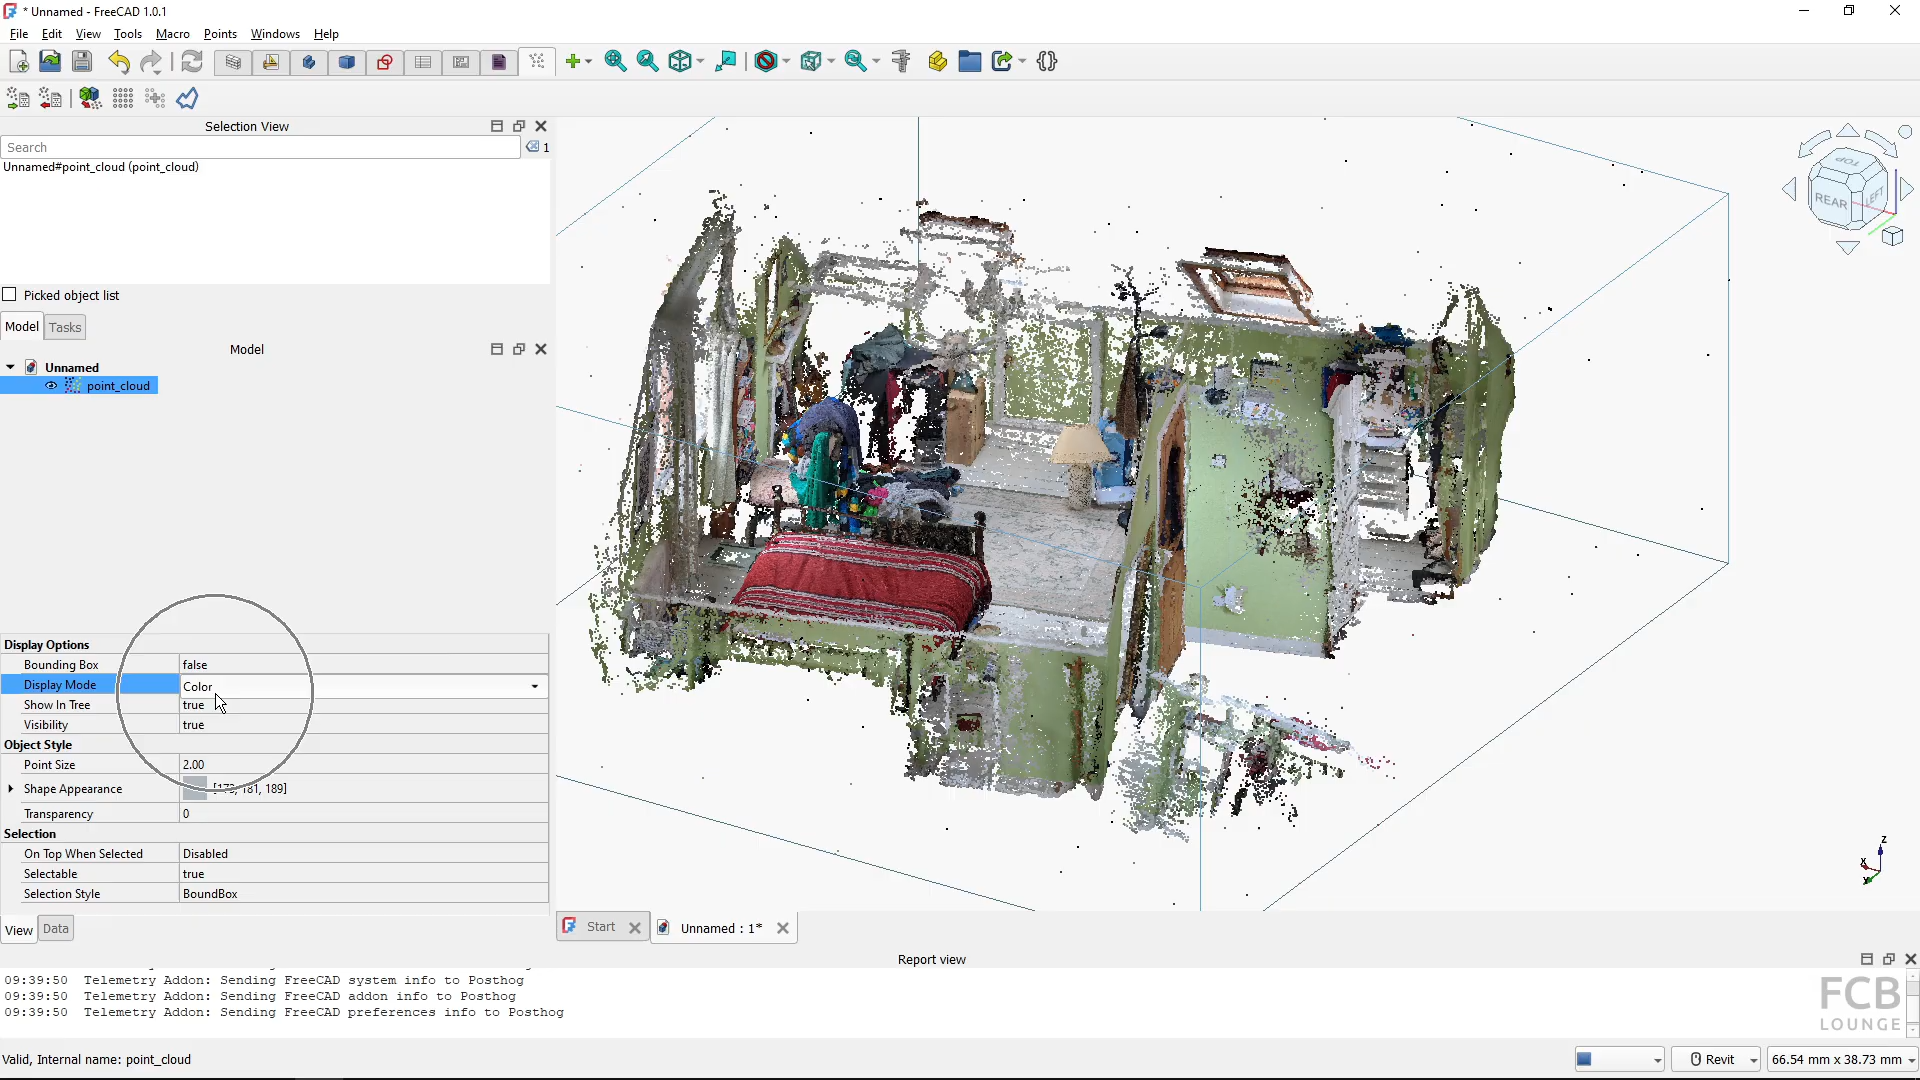 * Unnamed - FreeCAD 1.0.1
File Edit View Tools Macro Points Windows Help
Selection View
Search
1
Unnamed#point_cloud (point_cloud)
Picked object list
Model Tasks
Model
Unnamed
point_cloud
Display Options
Bounding Box false
Display Mode Color
Show In Tree true
Visibility true
Object Style
Point Size 2.00
Shape Appearance [173, 181, 189]
Transparency 0
Selection
On Top When Selected Disabled
Selectable true
Selection Style BoundBox
View Data
TOP
REAR LEFT
Z
X
Y
Start Unnamed : 1*
Report view
09:39:50 Telemetry Addon: Sending FreeCAD system info to Posthog
09:39:50 Telemetry Addon: Sending FreeCAD addon info to Posthog
09:39:50 Telemetry Addon: Sending FreeCAD preferences info to Posthog
FCB
LOUNGE
Valid, Internal name: point_cloud
Revit 66.54 mm x 38.73 mm